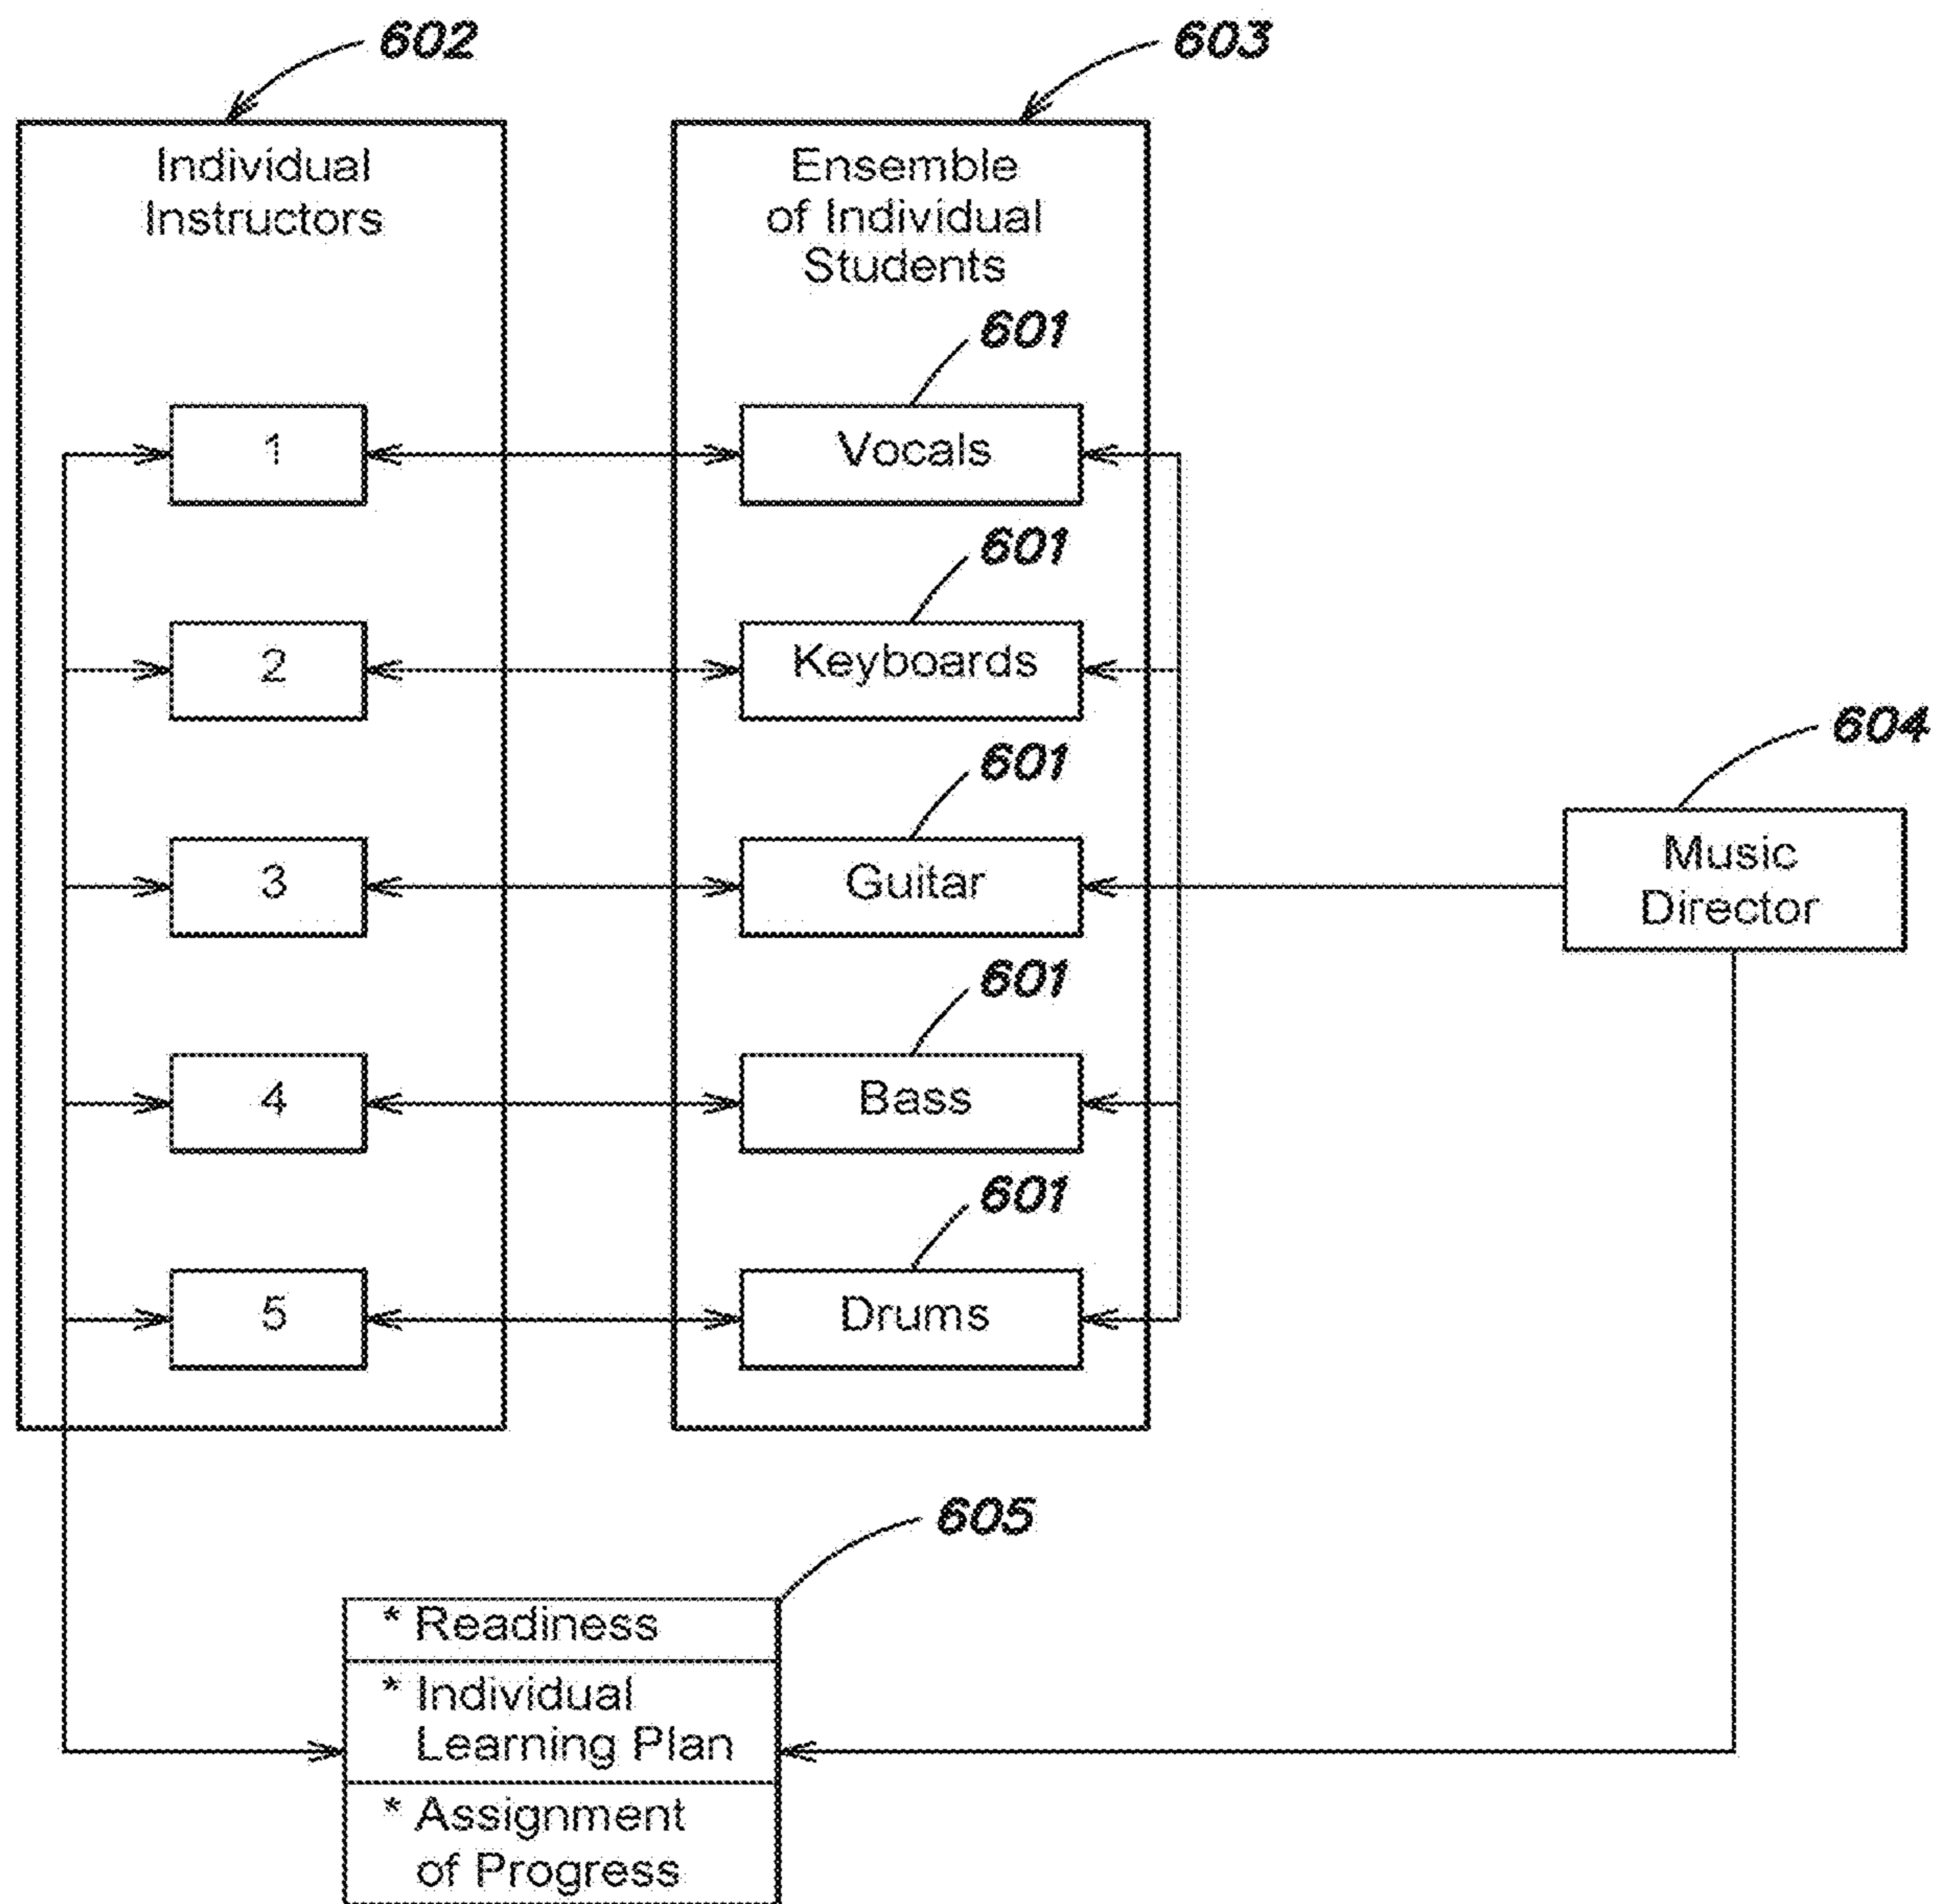 602
603
Individual
Instructors
Ensemble
of Individual
Students
601
1
Vocals
601
2
Keyboards
604
601
3
Guitar
Music
Director
601
4
Bass
601
5
Drums
605
* Readiness
* Individual
Learning Plan
* Assignment
of Progress